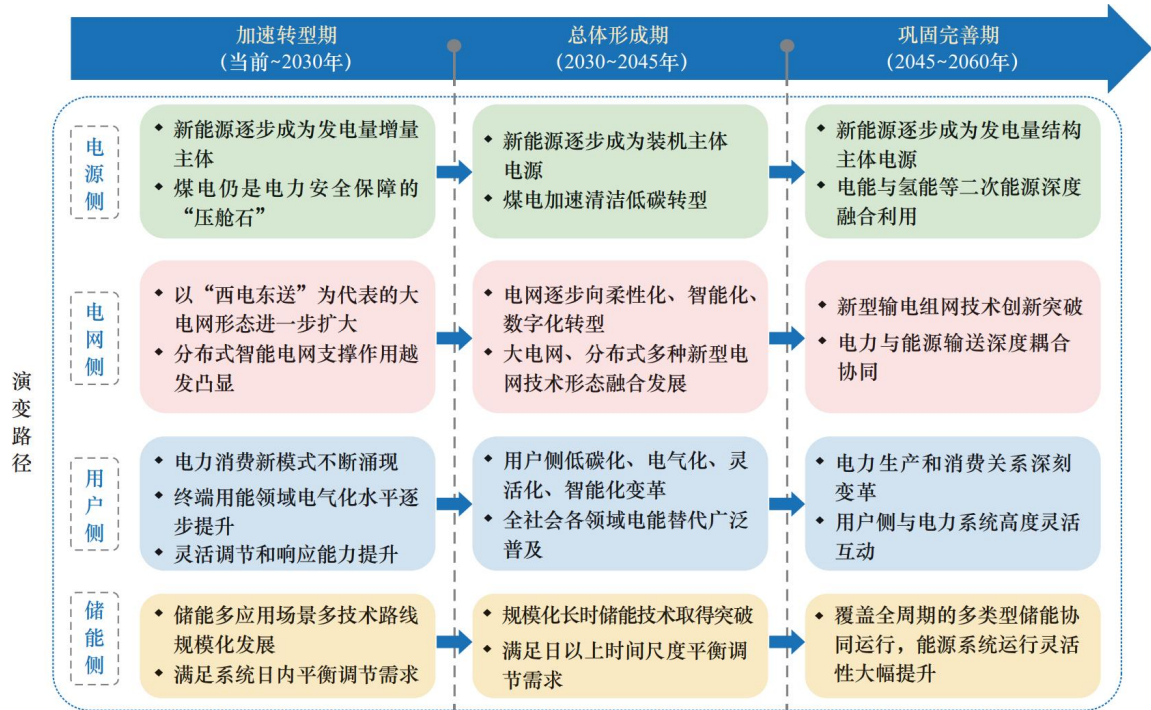 加速转型期
(当前~2030年)
总体形成期
(2030~2045年)
巩固完善期
(2045~2060年)
演变路径
电源侧
◆ 新能源逐步成为发电量增量
主体
◆ 煤电仍是电力安全保障的
“压舱石”
◆ 新能源逐步成为装机主体
电源
◆ 煤电加速清洁低碳转型
◆ 新能源逐步成为发电量结构
主体电源
◆ 电能与氢能等二次能源深度
融合利用
电网侧
◆ 以“西电东送”为代表的大
电网形态进一步扩大
◆ 分布式智能电网支撑作用越
发凸显
◆ 电网逐步向柔性化、智能化、
数字化转型
◆ 大电网、分布式多种新型电
网技术形态融合发展
◆ 新型输电组网技术创新突破
◆ 电力与能源输送深度耦合
协同
用户侧
◆ 电力消费新模式不断涌现
◆ 终端用能领域电气化水平逐
步提升
◆ 灵活调节和响应能力提升
◆ 用户侧低碳化、电气化、灵
活化、智能化变革
◆ 全社会各领域电能替代广泛
普及
◆ 电力生产和消费关系深刻
变革
◆ 用户侧与电力系统高度灵活
互动
储能侧
◆ 储能多应用场景多技术路线
规模化发展
◆ 满足系统日内平衡调节需求
◆ 规模化长时储能技术取得突破
◆ 满足日以上时间尺度平衡调
节需求
◆ 覆盖全周期的多类型储能协
同运行，能源系统运行灵活
性大幅提升